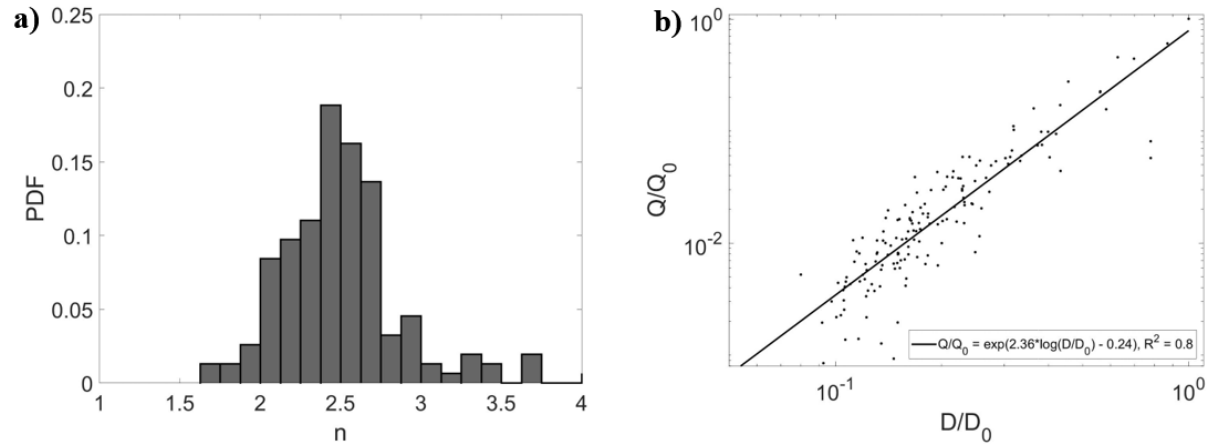 a)
0.25
0.2
0.15
0.1
0.05
0
PDF
1 1.5 2 2.5 3 3.5 4
n
b)
10^0
10^-2
Q/Q_0
Q/Q_0 = exp(2.36*log(D/D_0) - 0.24), R^2 = 0.8
10^-1 10^0
D/D_0